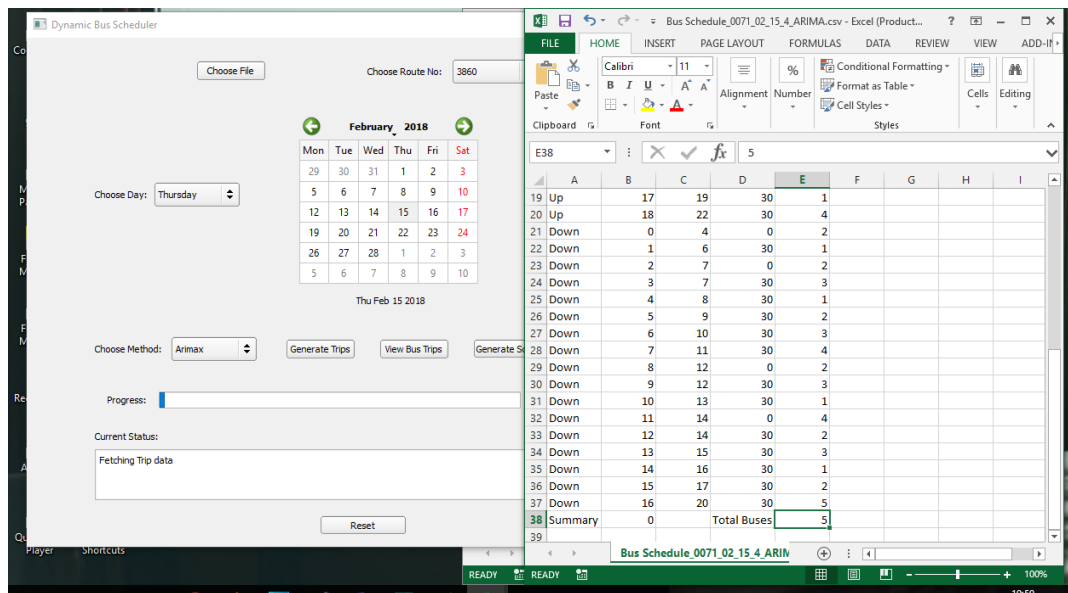 Dynamic Bus Scheduler
Choose File
Choose Route No: 3860
February, 2018
Mon Tue Wed Thu Fri Sat
29 30 31 1 2 3
5 6 7 8 9 10
12 13 14 15 16 17
19 20 21 22 23 24
26 27 28 1 2 3
5 6 7 8 9 10
Choose Day: Thursday
Thu Feb 15 2018
Choose Method: Arimax
Generate Trips
View Bus Trips
Generate
Progress:
Current Status:
Fetching Trip data
Reset
Player
Shortcuts
Bus Schedule_0071_02_15_4_ARIMA.csv - Excel (Product...
FILE HOME INSERT PAGE LAYOUT FORMULAS DATA REVIEW VIEW ADD-IN
Paste
Clipboard
Calibri 11
B I U A A
A
Font
Alignment
%
Number
Conditional Formatting
Format as Table
Cell Styles
Styles
Cells
Editing
E38 fx 5
A B C D E F G H I
19 Up 17 19 30 1
20 Up 18 22 30 4
21 Down 0 4 0 2
22 Down 1 6 30 1
23 Down 2 7 0 2
24 Down 3 7 30 3
25 Down 4 8 30 1
26 Down 5 9 30 2
27 Down 6 10 30 3
28 Down 7 11 30 4
29 Down 8 12 0 2
30 Down 9 12 30 3
31 Down 10 13 30 1
32 Down 11 14 0 4
33 Down 12 14 30 2
34 Down 13 15 30 3
35 Down 14 16 30 1
36 Down 15 17 30 2
37 Down 16 20 30 5
38 Summary 0 Total Buses 5
39
Bus Schedule_0071_02_15_4_ARIM
READY
READY
100%